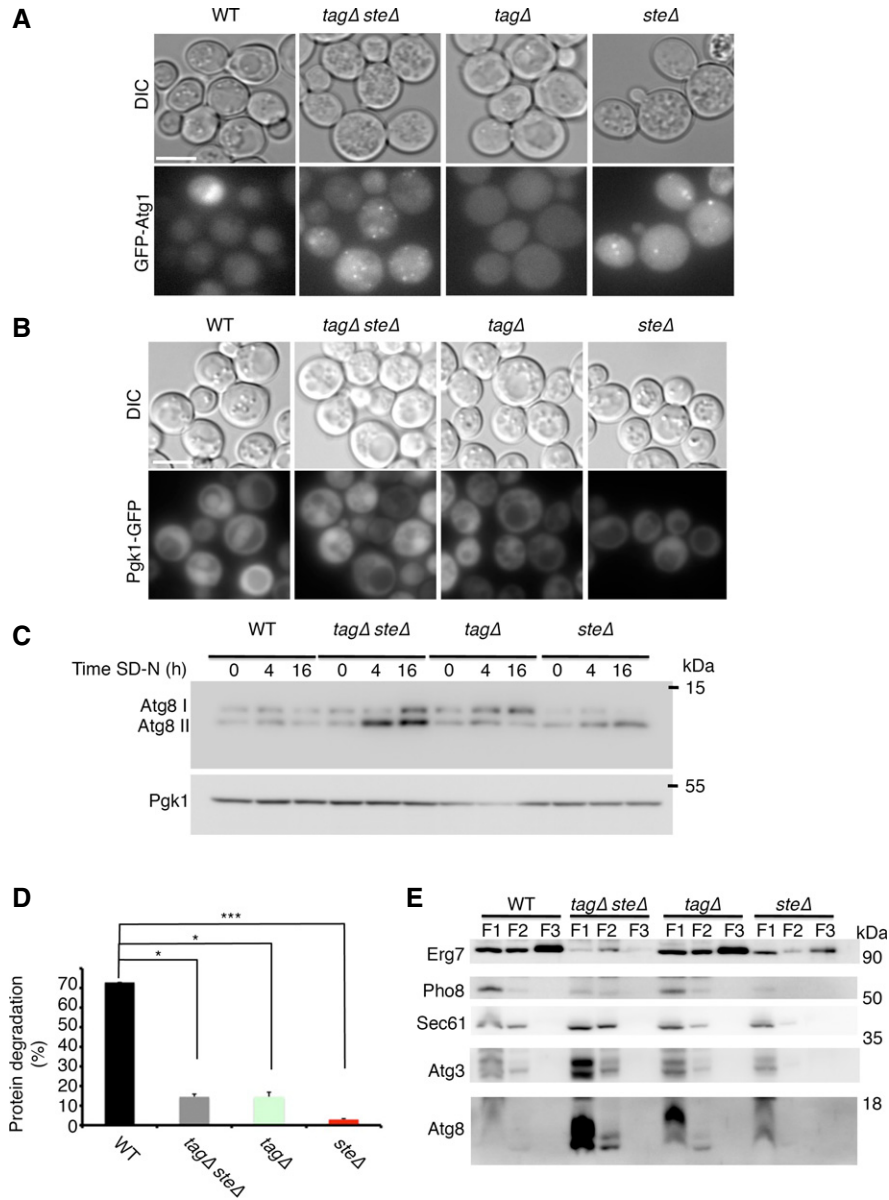 A
WT tagΔ steΔ tagΔ steΔ
DIC
GFP-Atg1
B
WT tagΔ steΔ tagΔ steΔ
DIC
Pgk1-GFP
C
WT tagΔ steΔ tagΔ steΔ
Time SD-N (h) 0 4 16 0 4 16 0 4 16 0 4 16 kDa
15
Atg8 I
Atg8 II
55
Pgk1
D
***
*
*
Protein degradation (%)
70
60
50
40
30
20
10
0
WT tagΔ steΔ tagΔ steΔ
E
WT tagΔ steΔ tagΔ steΔ
F1 F2 F3 F1 F2 F3 F1 F2 F3 F1 F2 F3 kDa
Erg7 90
Pho8 50
Sec61 35
Atg3
18
Atg8